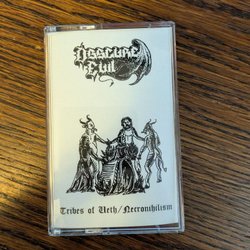 Obscure
Evil
Tribes of Ueth/Necronihilism